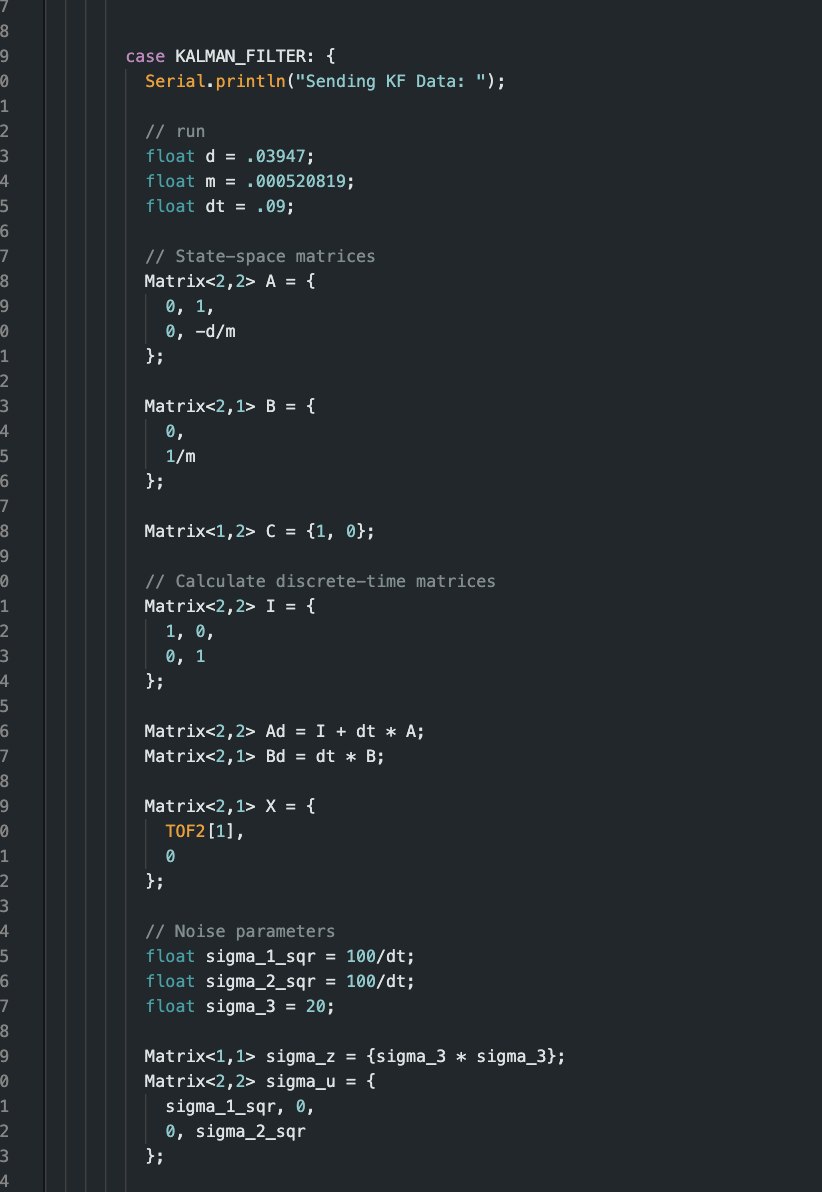 7
8
9 case KALMAN_FILTER: {
0 Serial.println("Sending KF Data: ");
1
2 // run
3 float d = .03947;
4 float m = .000520819;
5 float dt = .09;
6
7 // State-space matrices
8 Matrix<2,2> A = {
9 0, 1,
0 0, -d/m
1 };
2
3 Matrix<2,1> B = {
4 0,
5 1/m
6 };
7
8 Matrix<1,2> C = {1, 0};
9
0 // Calculate discrete-time matrices
1 Matrix<2,2> I = {
2 1, 0,
3 0, 1
4 };
5
6 Matrix<2,2> Ad = I + dt * A;
7 Matrix<2,1> Bd = dt * B;
8
9 Matrix<2,1> X = {
0 TOF2[1],
1 0
2 };
3
4 // Noise parameters
5 float sigma_1_sqr = 100/dt;
6 float sigma_2_sqr = 100/dt;
7 float sigma_3 = 20;
8
9 Matrix<1,1> sigma_z = {sigma_3 * sigma_3};
0 Matrix<2,2> sigma_u = {
1 sigma_1_sqr, 0,
2 0, sigma_2_sqr
3 };
4